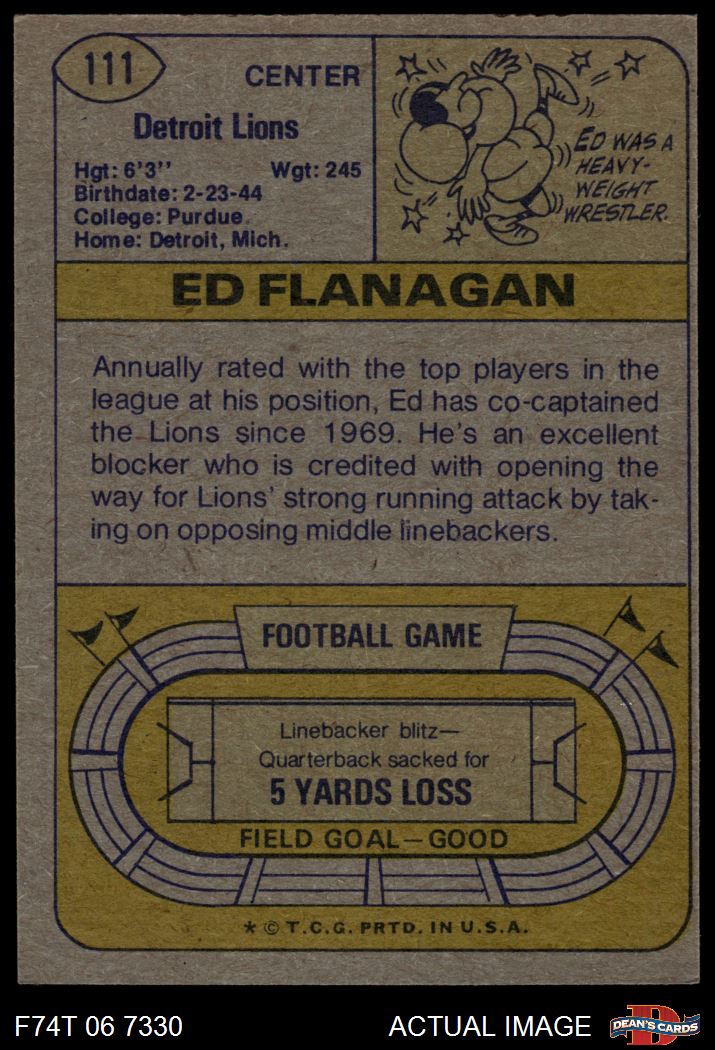 111
CENTER
Detroit Lions
Hgt: 6'3'' Wgt: 245
Birthdate: 2-23-44
College: Purdue
Home: Detroit, Mich.
ED WAS A
HEAVY-
WEIGHT
WRESTLER.
ED FLANAGAN
Annually rated with the top players in the
league at his position, Ed has co-captained
the Lions since 1969. He's an excellent
blocker who is credited with opening the
way for Lions' strong running attack by tak-
ing on opposing middle linebackers.
FOOTBALL GAME
Linebacker blitz—
Quarterback sacked for
5 YARDS LOSS
FIELD GOAL—GOOD
* © T.C.G. PRTD. IN U.S.A.
F74T 06 7330 ACTUAL IMAGE
D
DEAN'S CARDS